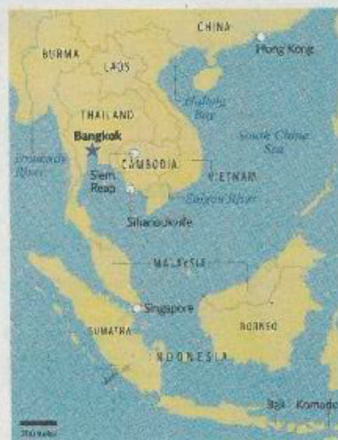 CHINA
Hong Kong
BURMA
LAOS
Halong
Bay
THAILAND
Bangkok
South China
Sea
River
CAMBODIA
Siem
Reap
VIETNAM
Saigon River
Sihanoukville
MALAYSIA
Singapore
SUMATRA
BORNEO
INDONESIA
Bali Komodo